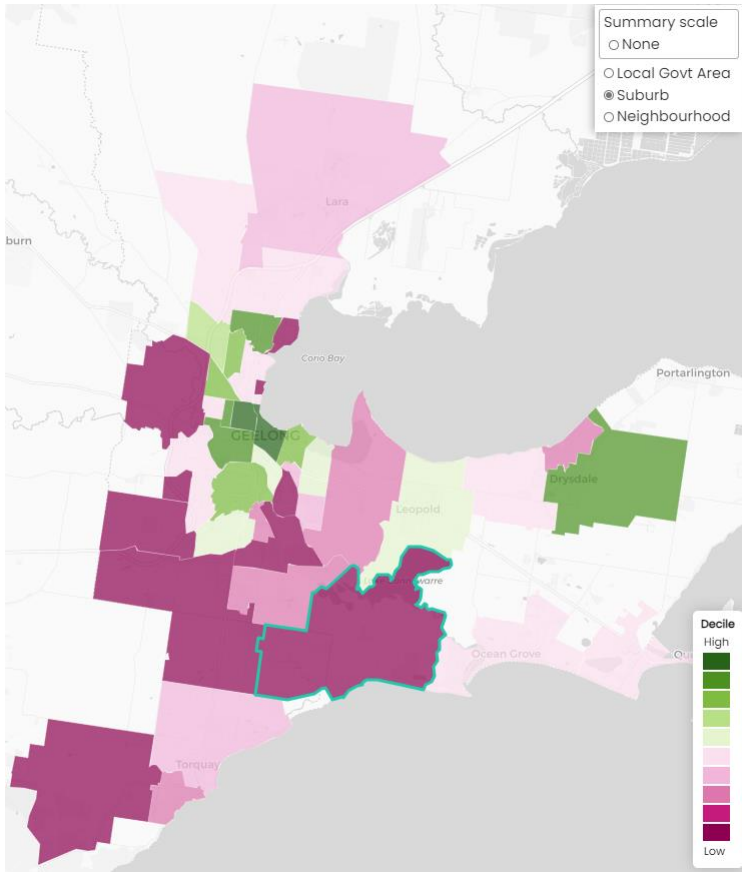 Summary scale
None
Local Govt Area
Suburb
Neighbourhood
Lara
burn
Corio Bay
Portarlington
GEELONG
Drysdale
Leopold
Ocean Grove
Torquay
Decile
High
Low